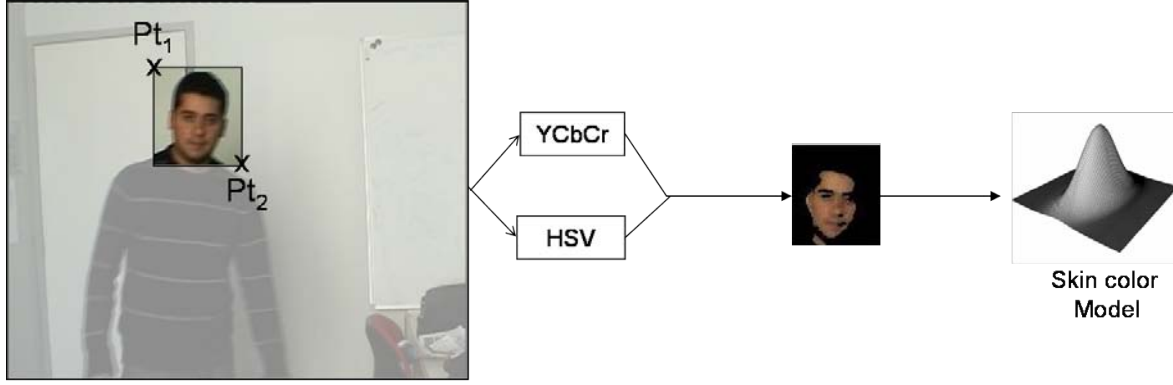 Pt₁
x
x
Pt₂
YCbCr
HSV
Skin color
Model